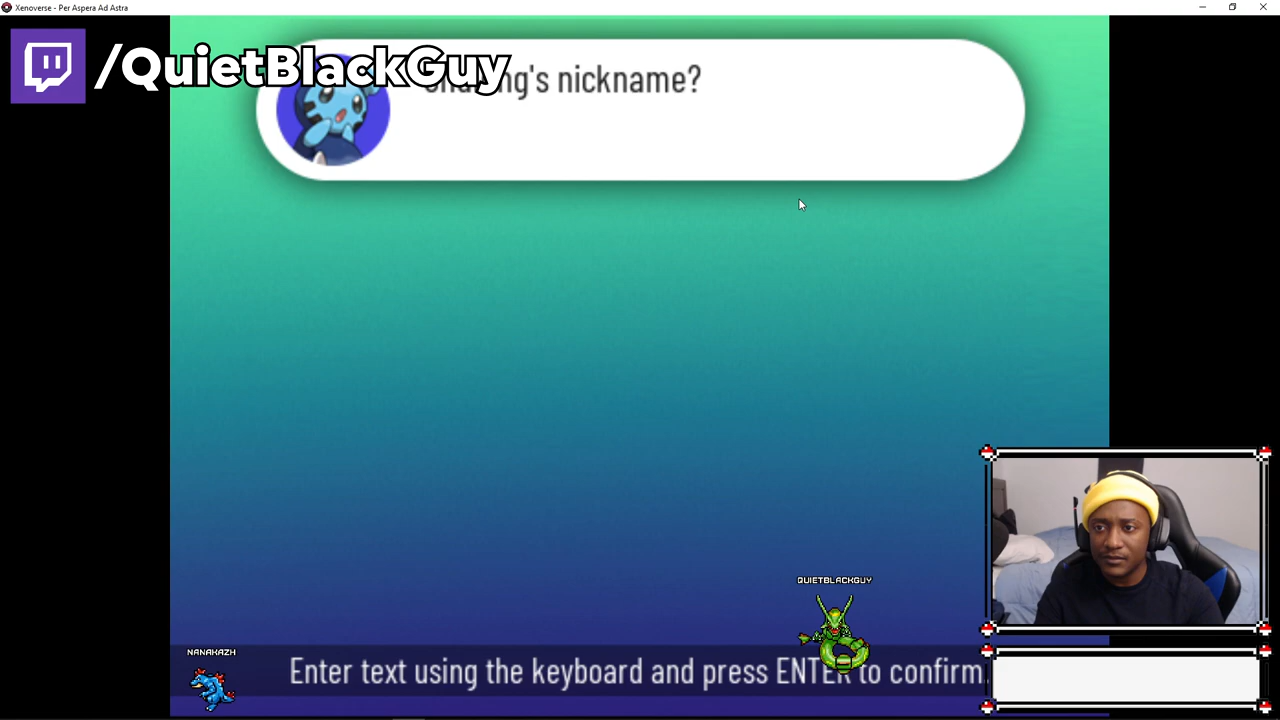 Xenoverse - Per Aspera Ad Astra
/QuietBlackGuy
nickname?
QUIETBLACKGUY
NANAKAZH
Enter text using the keyboard and press ENTER to confirm.